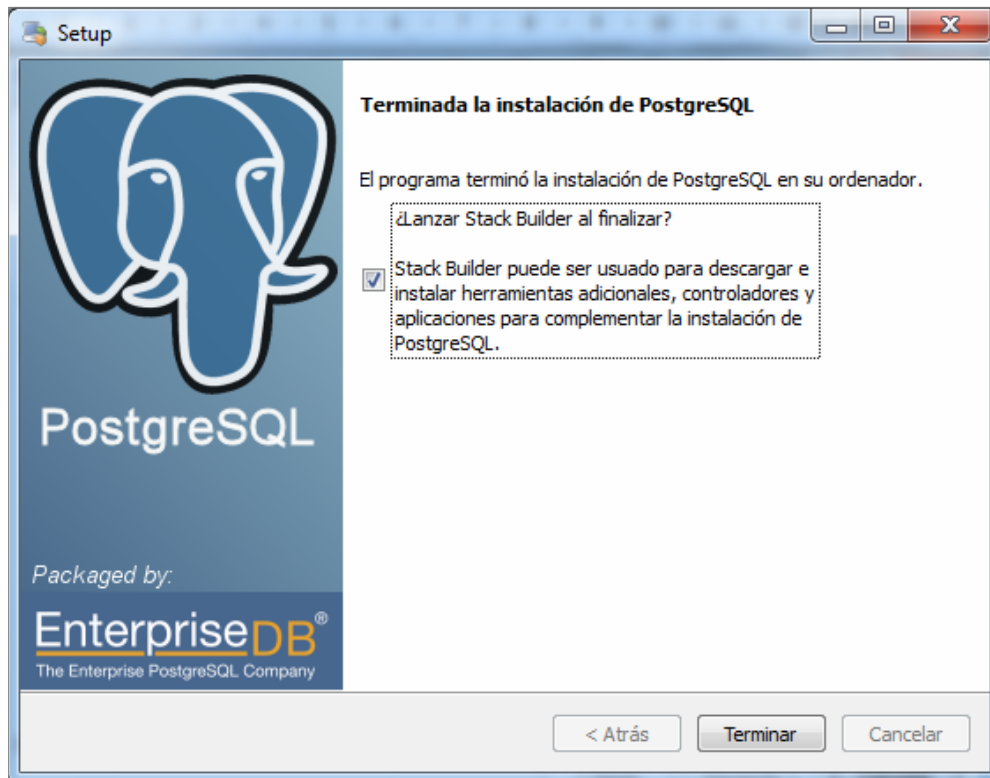 Setup
Terminada la instalación de PostgreSQL
El programa terminó la instalación de PostgreSQL en su ordenador.
¿Lanzar Stack Builder al finalizar?
Stack Builder puede ser usado para descargar e
instalar herramientas adicionales, controladores y
aplicaciones para complementar la instalación de
PostgreSQL.
PostgreSQL
Packaged by:
EnterpriseDB®
The Enterprise PostgreSQL Company
< Atrás
Terminar
Cancelar